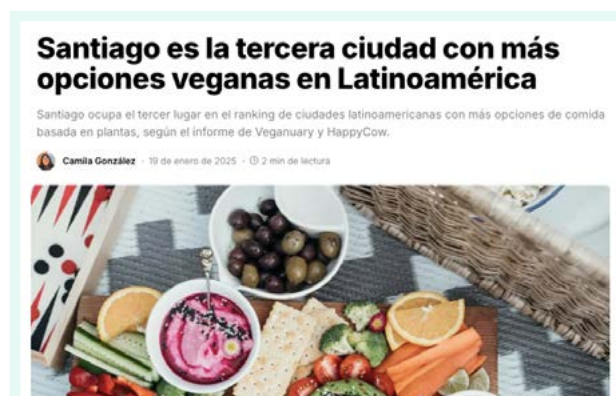 Santiago es la tercera ciudad con más
opciones veganas en Latinoamérica
Santiago ocupa el tercer lugar en el ranking de ciudades latinoamericanas con más opciones de comida
basada en plantas, según el informe de Veganuary y HappyCow.
Camila González · 19 de enero de 2025 · 2 min de lectura